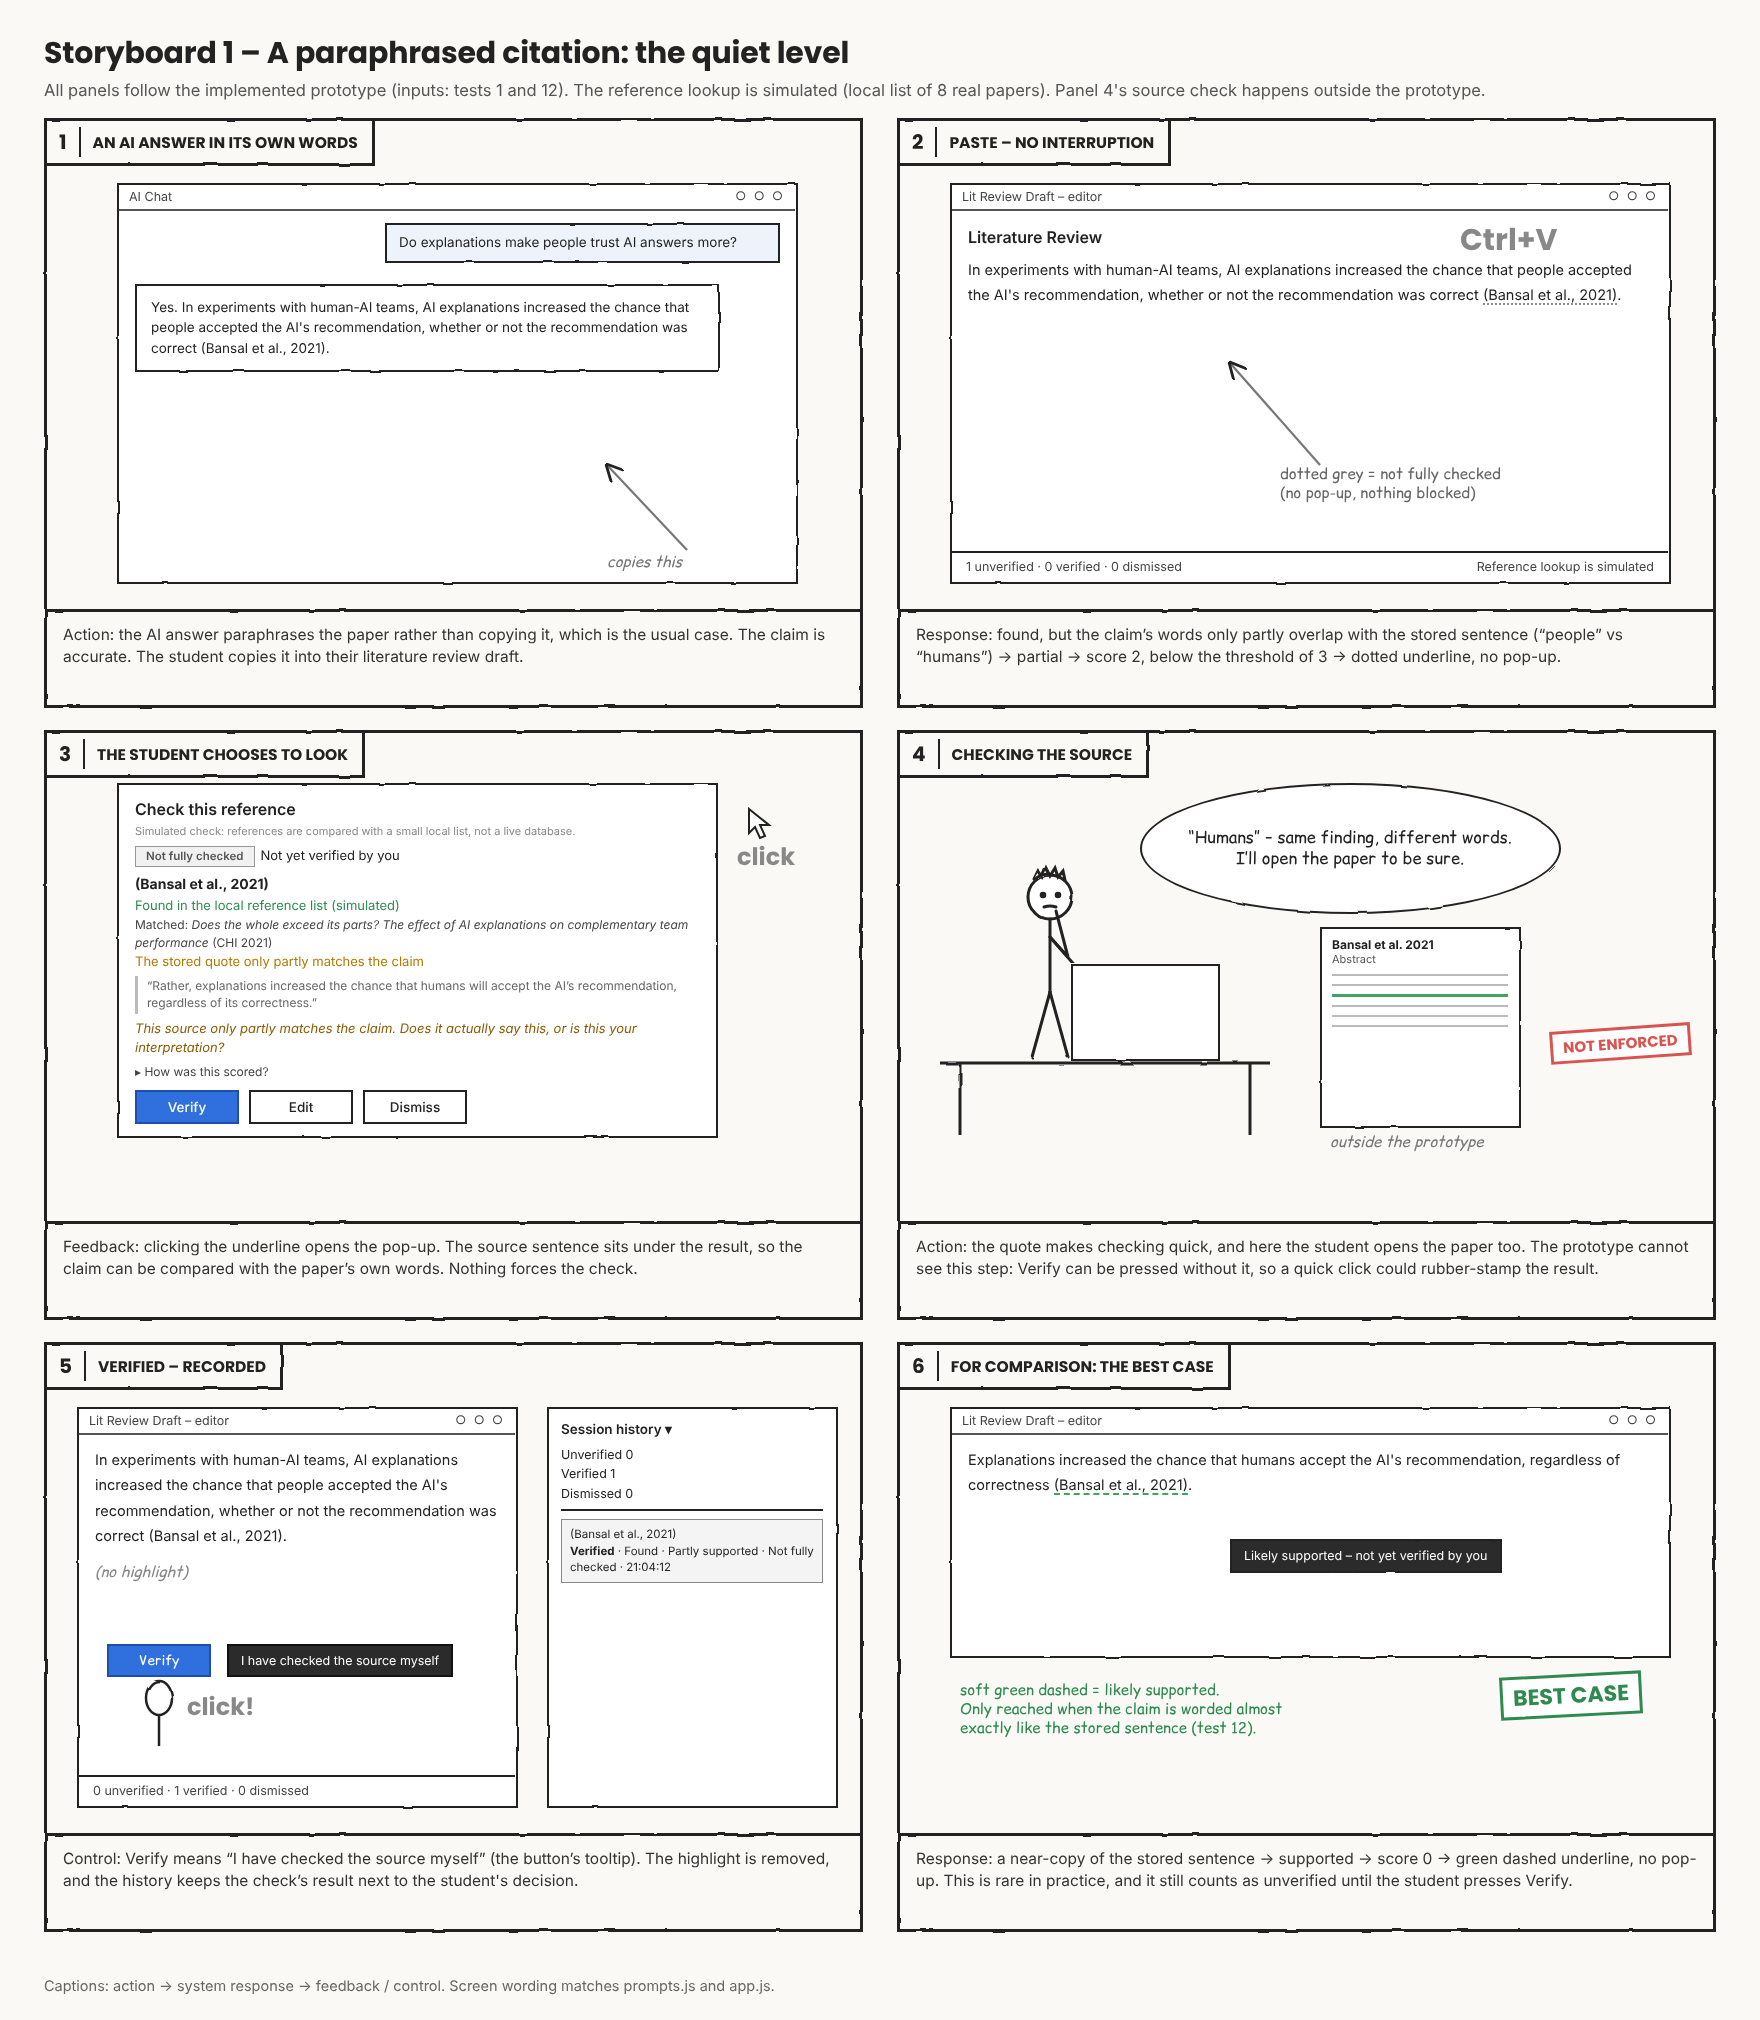 Storyboard 1 – A paraphrased citation: the quiet level
All panels follow the implemented prototype (inputs: tests 1 and 12). The reference lookup is simulated (local list of 8 real papers). Panel 4's source check happens outside the prototype.
1 AN AI ANSWER IN ITS OWN WORDS
AI Chat
Do explanations make people trust AI answers more?
Yes. In experiments with human-AI teams, AI explanations increased the chance that
people accepted the AI's recommendation, whether or not the recommendation was
correct (Bansal et al., 2021).
copies this
Action: the AI answer paraphrases the paper rather than copying it, which is the usual case. The claim is
accurate. The student copies it into their literature review draft.
2 PASTE – NO INTERRUPTION
Lit Review Draft – editor
Literature Review
Ctrl+V
In experiments with human-AI teams, AI explanations increased the chance that people accepted
the AI's recommendation, whether or not the recommendation was correct (Bansal et al., 2021).
dotted grey = not fully checked
(no pop-up, nothing blocked)
1 unverified · 0 verified · 0 dismissed
Reference lookup is simulated
Response: found, but the claim’s words only partly overlap with the stored sentence (“people” vs
“humans”) → partial → score 2, below the threshold of 3 → dotted underline, no pop-up.
3 THE STUDENT CHOOSES TO LOOK
Check this reference
Simulated check: references are compared with a small local list, not a live database.
Not fully checked Not yet verified by you
(Bansal et al., 2021)
Found in the local reference list (simulated)
Matched: Does the whole exceed its parts? The effect of AI explanations on complementary team
performance (CHI 2021)
The stored quote only partly matches the claim
“Rather, explanations increased the chance that humans will accept the AI’s recommendation,
regardless of its correctness.”
This source only partly matches the claim. Does it actually say this, or is this your
interpretation?
▸ How was this scored?
Verify Edit Dismiss
click
Feedback: clicking the underline opens the pop-up. The source sentence sits under the result, so the
claim can be compared with the paper’s own words. Nothing forces the check.
4 CHECKING THE SOURCE
“Humans” – same finding, different words.
I'll open the paper to be sure.
Bansal et al. 2021
Abstract
NOT ENFORCED
outside the prototype
Action: the quote makes checking quick, and here the student opens the paper too. The prototype cannot
see this step: Verify can be pressed without it, so a quick click could rubber-stamp the result.
5 VERIFIED – RECORDED
Lit Review Draft – editor
In experiments with human-AI teams, AI explanations
increased the chance that people accepted the AI's
recommendation, whether or not the recommendation was
correct (Bansal et al., 2021).
(no highlight)
Verify I have checked the source myself
click!
0 unverified · 1 verified · 0 dismissed
Session history ▾
Unverified 0
Verified 1
Dismissed 0
(Bansal et al., 2021)
Verified · Found · Partly supported · Not fully
checked · 21:04:12
Control: Verify means “I have checked the source myself” (the button’s tooltip). The highlight is removed,
and the history keeps the check’s result next to the student's decision.
6 FOR COMPARISON: THE BEST CASE
Lit Review Draft – editor
Explanations increased the chance that humans accept the AI's recommendation, regardless of
correctness (Bansal et al., 2021).
Likely supported – not yet verified by you
soft green dashed = likely supported.
Only reached when the claim is worded almost
exactly like the stored sentence (test 12).
BEST CASE
Response: a near-copy of the stored sentence → supported → score 0 → green dashed underline, no pop-
up. This is rare in practice, and it still counts as unverified until the student presses Verify.
Captions: action → system response → feedback / control. Screen wording matches prompts.js and app.js.